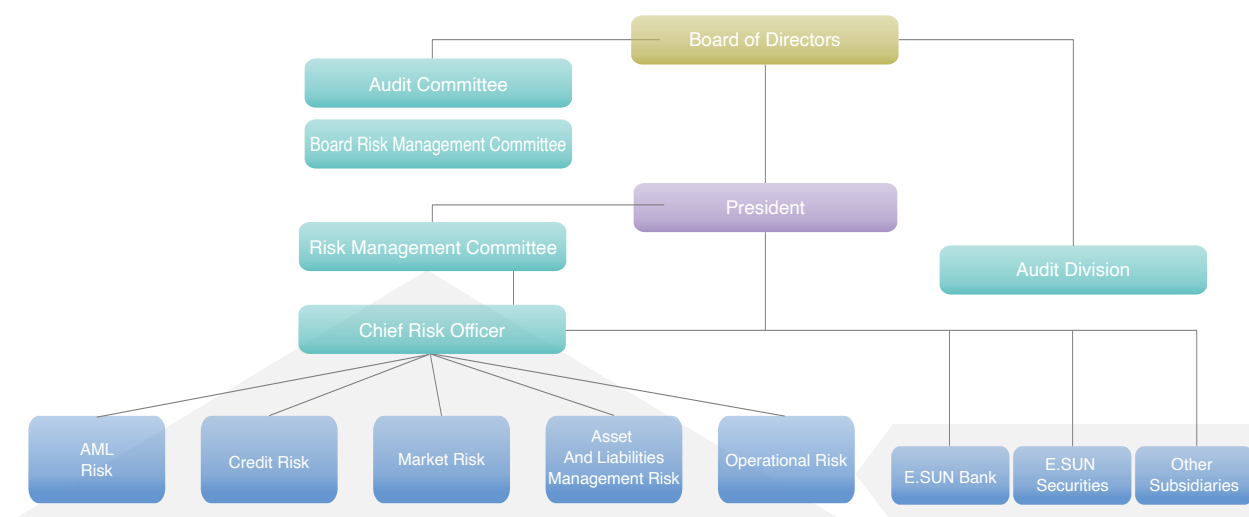 Board of Directors
Audit Committee
Board Risk Management Committee
President
Risk Management Committee
Audit Division
Chief Risk Officer
AML
Risk
Credit Risk
Market Risk
Asset
And Liabilities
Management Risk
Operational Risk
E.SUN Bank
E.SUN
Securities
Other
Subsidiaries